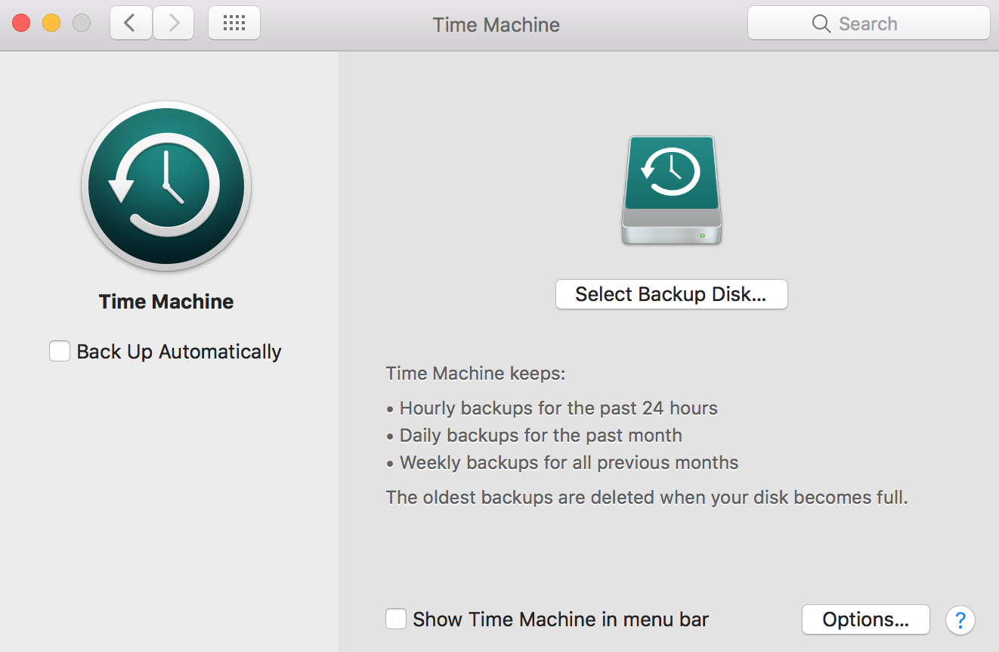 Time Machine
Search
Time Machine
Back Up Automatically
Select Backup Disk...
Time Machine keeps:
• Hourly backups for the past 24 hours
• Daily backups for the past month
• Weekly backups for all previous months
The oldest backups are deleted when your disk becomes full.
Show Time Machine in menu bar
Options...
?